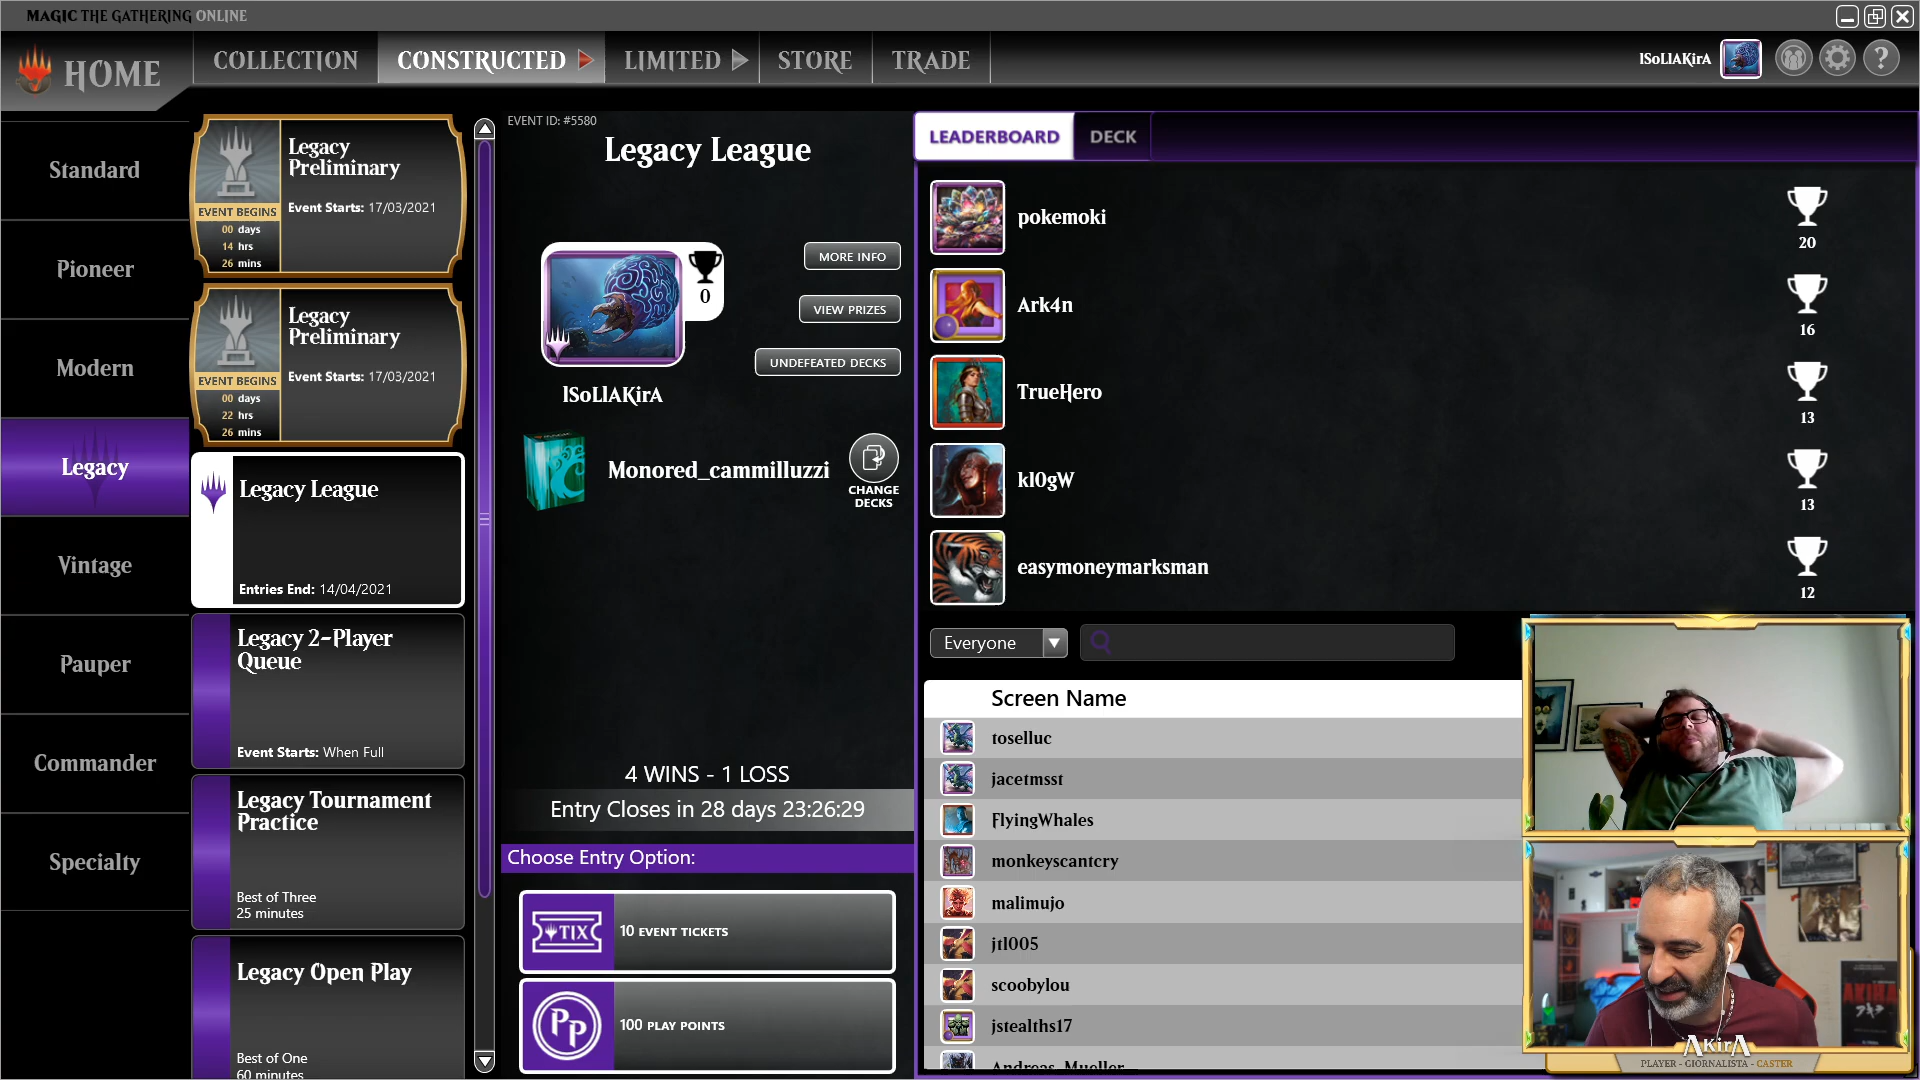 MAGIC THE GATHERING ONLINE
HOME
COLLECTION
CONSTRUCTED
LIMITED
STORE
TRADE
lSoLlAKirA
?
Standard
Pioneer
Modern
Legacy
Vintage
Pauper
Commander
Specialty
Legacy
Preliminary
Event Starts: 17/03/2021
EVENT BEGINS
00 days
14 hrs
26 mins
Legacy
Preliminary
Event Starts: 17/03/2021
EVENT BEGINS
00 days
22 hrs
26 mins
Legacy League
Entries End: 14/04/2021
Legacy 2-Player
Queue
Event Starts: When Full
Legacy Tournament
Practice
Best of Three
25 minutes
Legacy Open Play
Best of One
60 minutes
EVENT ID: #5580
Legacy League
0
MORE INFO
VIEW PRIZES
UNDEFEATED DECKS
lSoLlAKirA
Monored_cammilluzzi
CHANGE
DECKS
4 WINS - 1 LOSS
Entry Closes in 28 days 23:26:29
Choose Entry Option:
TIX
10 EVENT TICKETS
PP
100 PLAY POINTS
LEADERBOARD
DECK
pokemoki
20
Ark4n
16
TrueHero
13
kl0gW
13
easymoneymarksman
12
Everyone
Screen Name
toselluc
jacetmsst
FlyingWhales
monkeyscantcry
malimujo
jtl005
scoobylou
jstealths17
Andreas_Mueller
AKIRA
AKirA
PLAYER - GIORNALISTA - CASTER